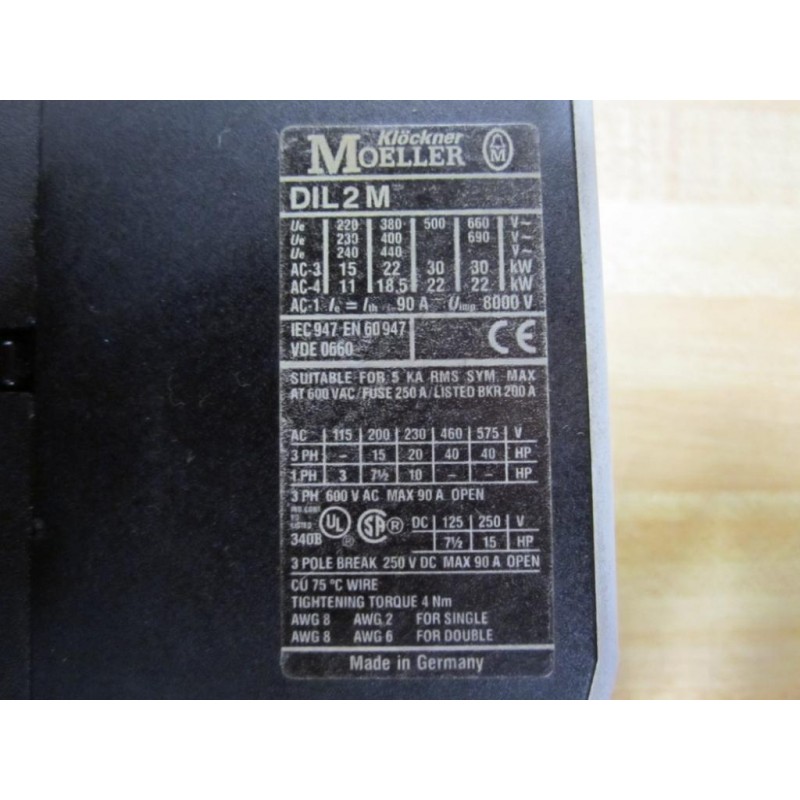 Klöckner
MOELLER M
DIL 2 M
Ue 220 380 500 660 V~
Ue 230 400 690 V~
Ue 240 440 V~
AC-3 15 22 30 30 kW
AC-4 11 18,5 22 22 kW
AC-1 Ie = Ith 90 A Uimp 8000 V
IEC 947 EN 60 947
VDE 0660 CE
SUITABLE FOR 5 KA RMS SYM MAX
AT 600 VAC/FUSE 250 A/LISTED BKR 200 A
AC 115 200 230 460 575 V
3 PH – 15 20 40 40 HP
1.PH 3 7½ 10 – – HP
3 PH 600 V AC MAX 90 A OPEN
IND.CONT
EQ
LISTED
340B UL ® SA ® DC 125 250 V
7½ 15 HP
3 POLE BREAK 250 V DC MAX 90 A OPEN
CU 75 °C WIRE
TIGHTENING TORQUE 4 Nm
AWG 8 AWG 2 FOR SINGLE
AWG 8 AWG 6 FOR DOUBLE
Made in Germany